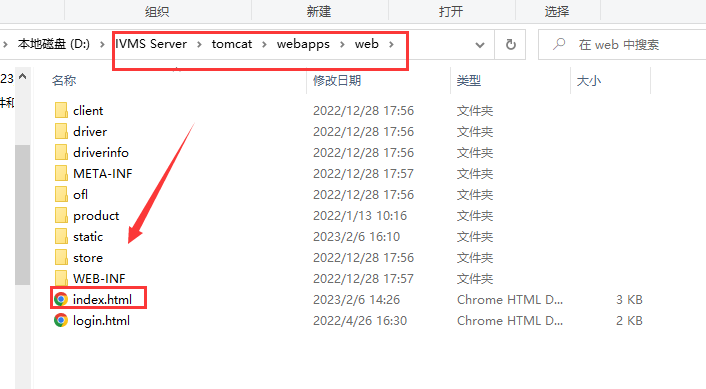 组织 新建 打开 选择
本地磁盘 (D:) IVMS Server tomcat webapps web 在 web 中搜索
名称 修改日期 类型 大小
client 2022/12/28 17:56 文件夹
driver 2022/12/28 17:56 文件夹
driverinfo 2022/12/28 17:56 文件夹
META-INF 2022/12/28 17:57 文件夹
ofl 2022/12/28 17:57 文件夹
product 2022/1/13 10:16 文件夹
static 2023/2/6 16:10 文件夹
store 2022/12/28 17:56 文件夹
WEB-INF 2022/12/28 17:57 文件夹
index.html 2023/2/6 14:26 Chrome HTML D... 3 KB
login.html 2022/4/26 16:30 Chrome HTML D... 2 KB